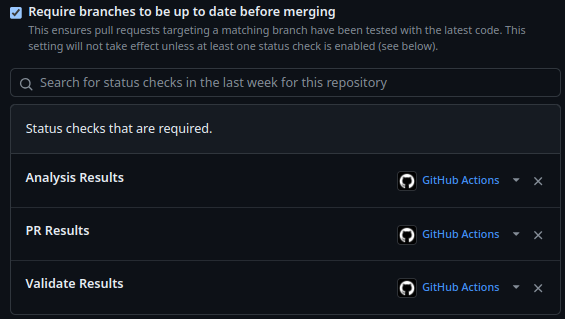 Require branches to be up to date before merging
This ensures pull requests targeting a matching branch have been tested with the latest code. This
setting will not take effect unless at least one status check is enabled (see below).
Search for status checks in the last week for this repository
Status checks that are required.
Analysis Results GitHub Actions
PR Results GitHub Actions
Validate Results GitHub Actions